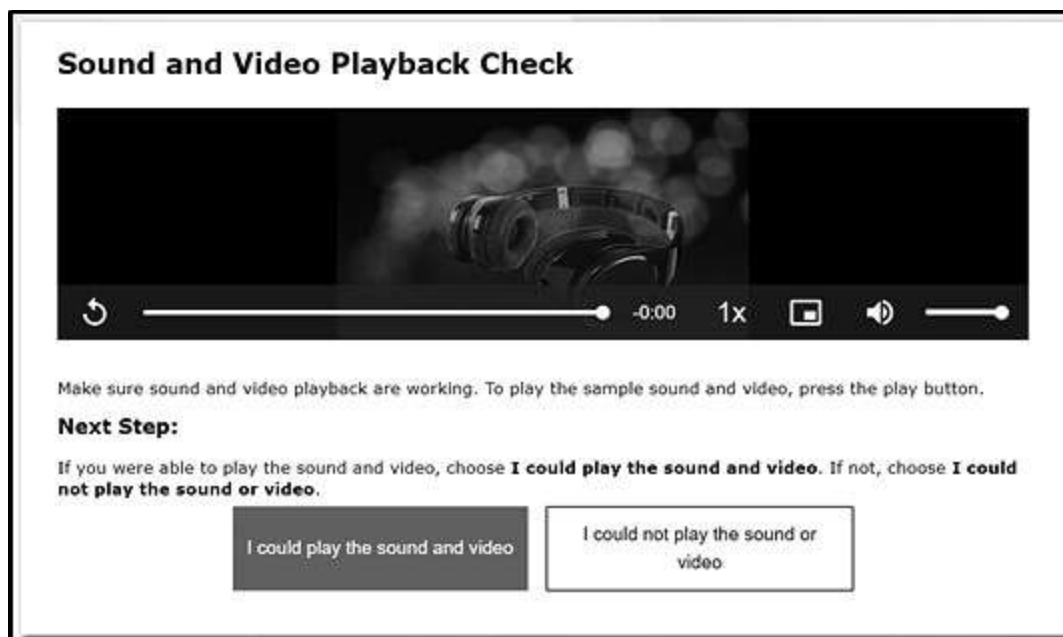 Sound and Video Playback Check
-0:00 1x
Make sure sound and video playback are working. To play the sample sound and video, press the play button.
Next Step:
If you were able to play the sound and video, choose I could play the sound and video. If not, choose I could
not play the sound or video.
I could play the sound and video
I could not play the sound or
video